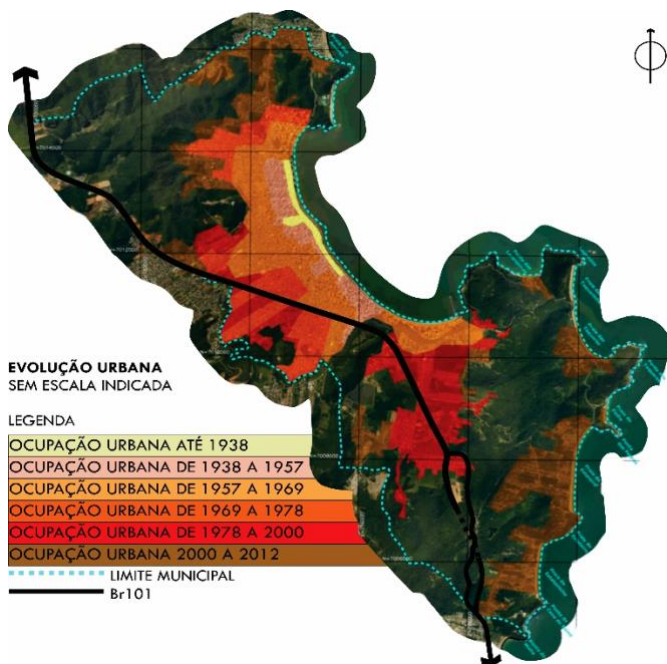 EVOLUÇÃO URBANA
SEM ESCALA INDICADA
LEGENDA
OCUPAÇÃO URBANA ATÉ 1938
OCUPAÇÃO URBANA DE 1938 A 1957
OCUPAÇÃO URBANA DE 1957 A 1969
OCUPAÇÃO URBANA DE 1969 A 1978
OCUPAÇÃO URBANA DE 1978 A 2000
OCUPAÇÃO URBANA 2000 A 2012
LIMITE MUNICIPAL
Br101